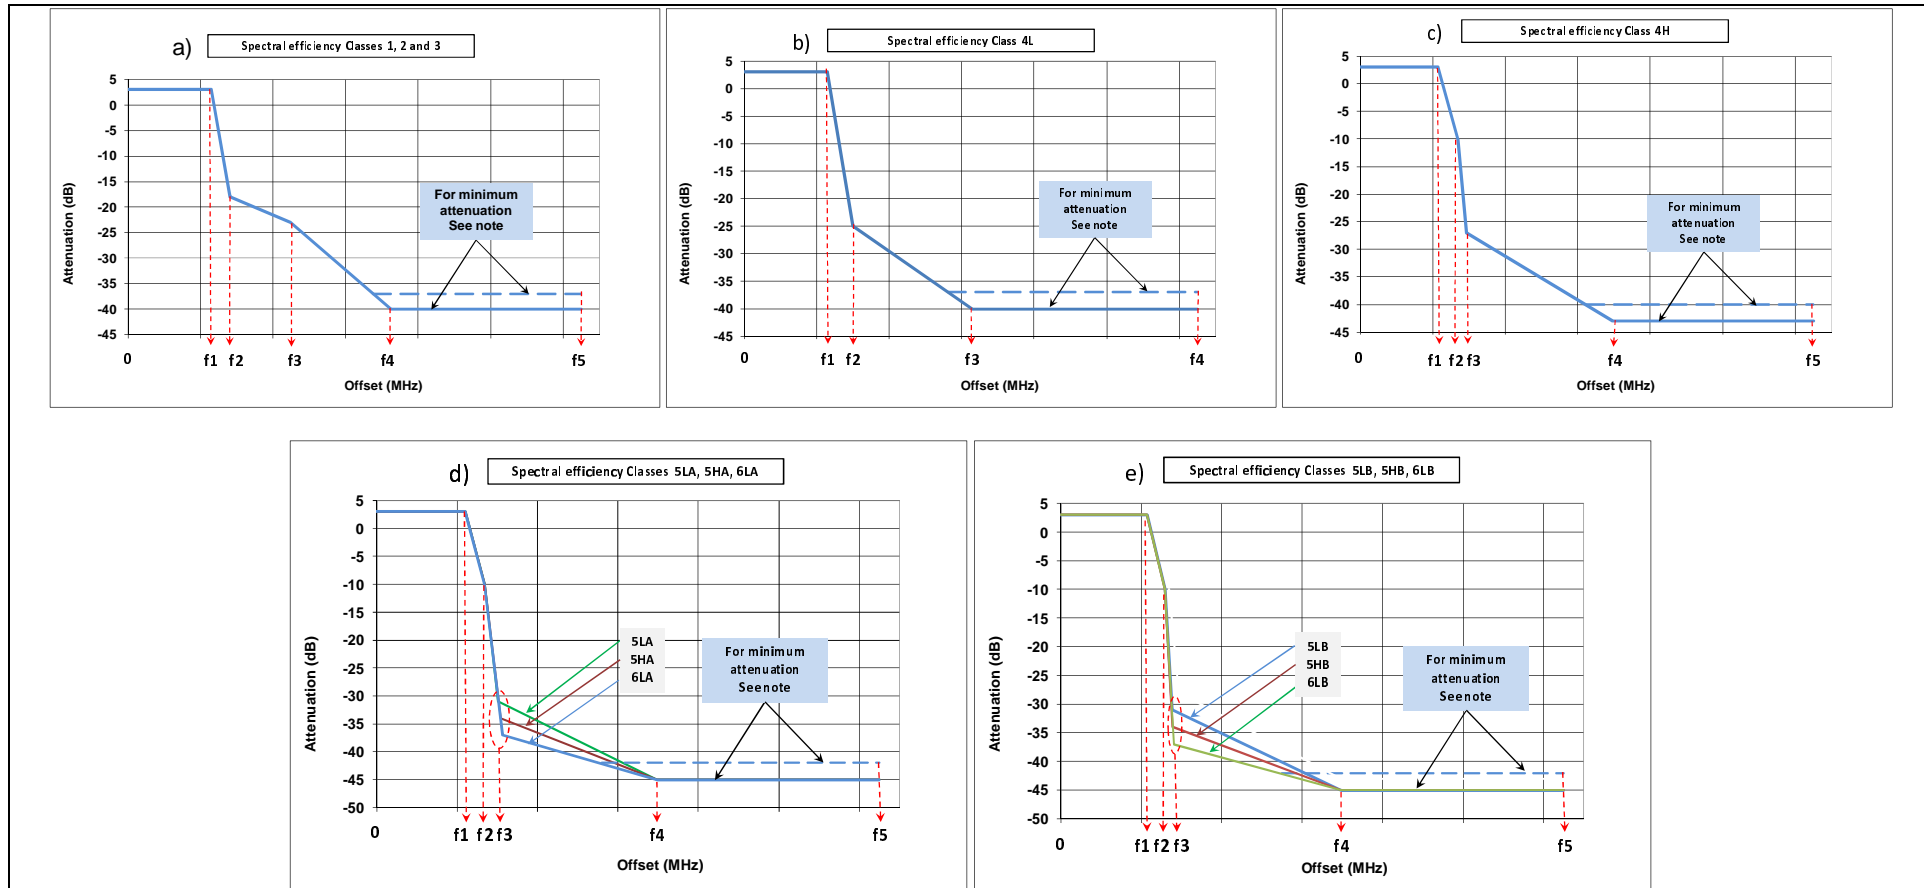 a)
Spectral efficiency Classes 1, 2 and 3
5
0
-5
-10
-15
-20
-25
-30
-35
-40
-45
Attenuation (dB)
For minimum
attenuation
See note
0
f1
f2
f3
f4
f5
Offset (MHz)
b)
Spectral efficiency Class 4L
5
0
-5
-10
-15
-20
-25
-30
-35
-40
-45
Attenuation (dB)
For minimum
attenuation
See note
0
f1
f2
f3
f4
Offset (MHz)
c)
Spectral efficiency Class 4H
5
0
-5
-10
-15
-20
-25
-30
-35
-40
-45
Attenuation (dB)
For minimum
attenuation
See note
0
f1
f2
f3
f4
f5
Offset (MHz)
d)
Spectral efficiency Classes 5LA, 5HA, 6LA
5
0
-5
-10
-15
-20
-25
-30
-35
-40
-45
-50
Attenuation (dB)
5LA
5HA
6LA
For minimum
attenuation
See note
0
f1
f2
f3
f4
f5
Offset (MHz)
e)
Spectral efficiency Classes 5LB, 5HB, 6LB
5
0
-5
-10
-15
-20
-25
-30
-35
-40
-45
-50
Attenuation (dB)
5LB
5HB
6LB
For minimum
attenuation
See note
0
f1
f2
f3
f4
f5
Offset (MHz)